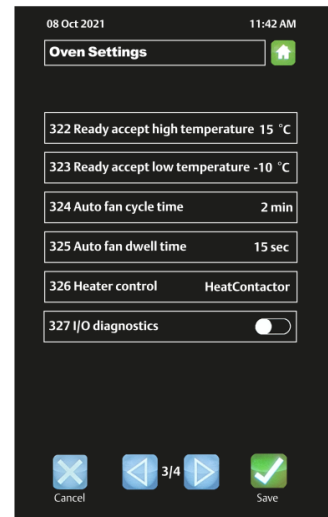 08 Oct 2021 11:42 AM
Oven Settings
322 Ready accept high temperature 15 °C
323 Ready accept low temperature -10 °C
324 Auto fan cycle time 2 min
325 Auto fan dwell time 15 sec
326 Heater control HeatContactor
327 I/O diagnostics
3/4
Cancel Save